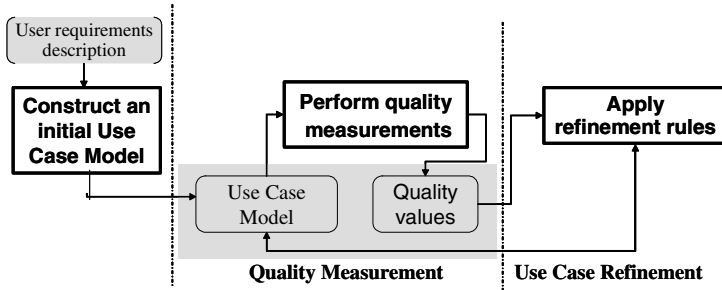 User requirements
description
Construct an
initial Use
Case Model
Perform quality
measurements
Apply
refinement rules
Use Case
Model
Quality
values
Quality Measurement
Use Case Refinement